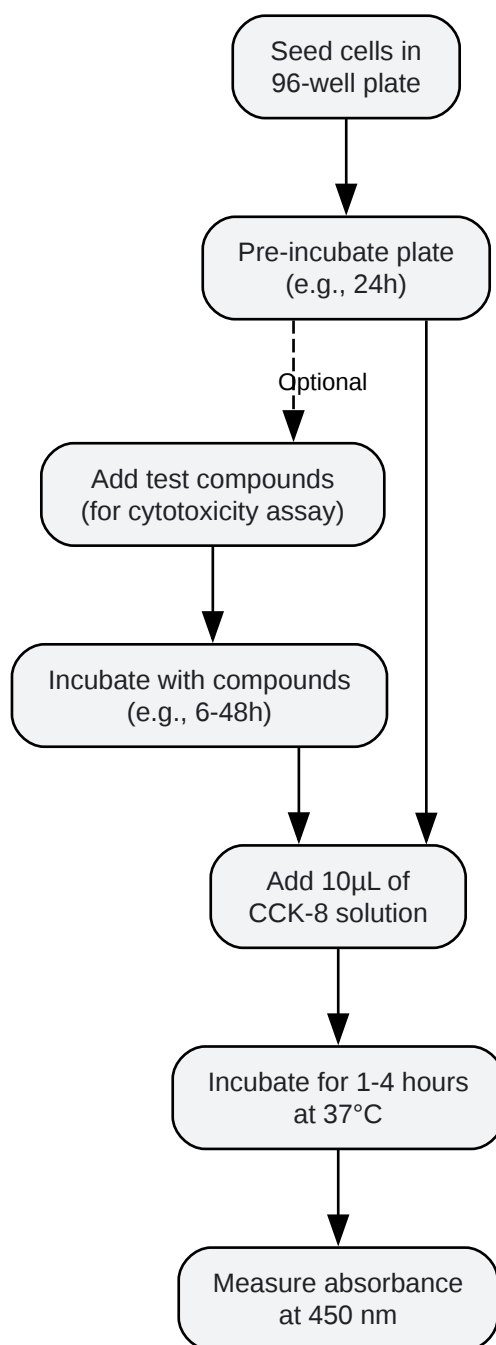 Seed cells in
96-well plate
Pre-incubate plate
(e.g., 24h)
Optional
Add test compounds
(for cytotoxicity assay)
Incubate with compounds
(e.g., 6-48h)
Add 10µL of
CCK-8 solution
Incubate for 1-4 hours
at 37°C
Measure absorbance
at 450 nm